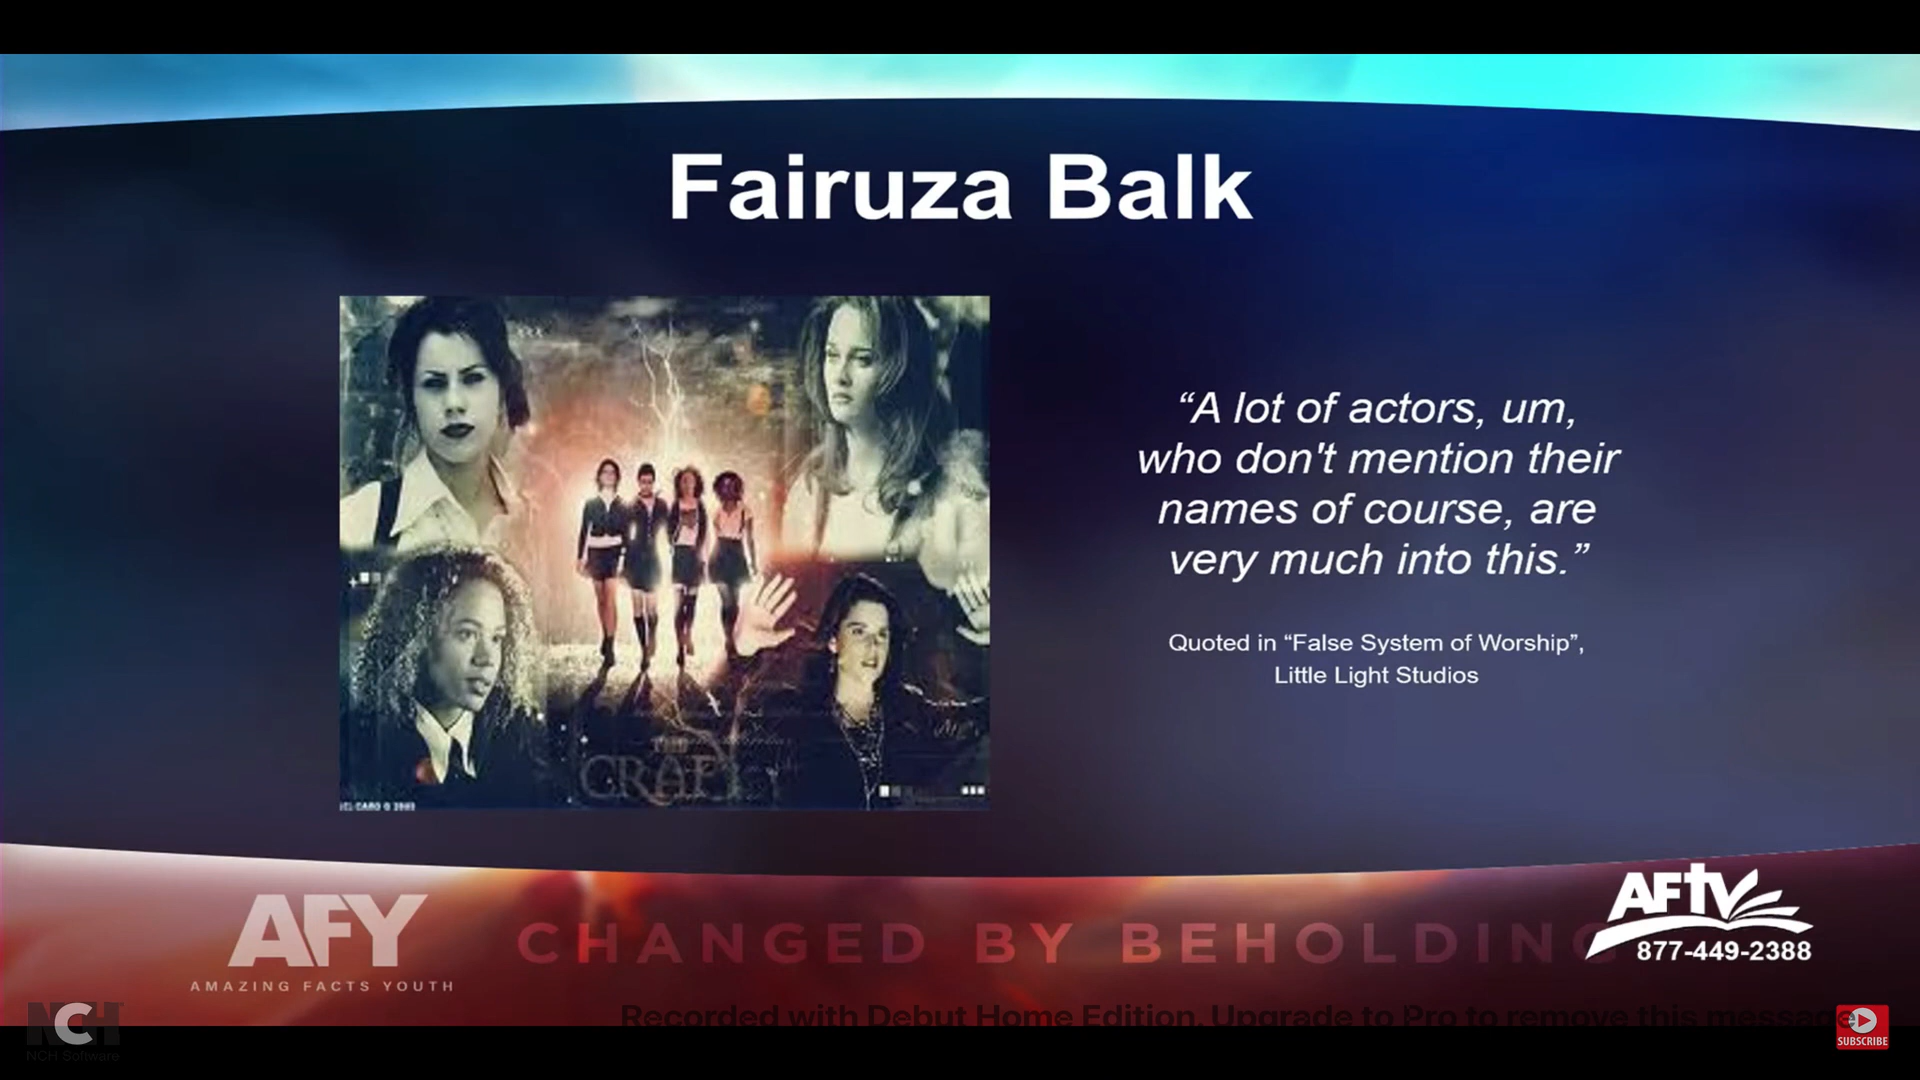 Fairuza Balk
“A lot of actors, um,
who don't mention their
names of course, are
very much into this.”
Quoted in “False System of Worship”,
Little Light Studios
THE
CRAFT
AFY
AMAZING FACTS YOUTH
CHANGED BY BEHOLDING
AFTV
877-449-2388
NCH
NCH Software
Recorded with Debut Home Edition. Upgrade to Pro to remove this message
SUBSCRIBE